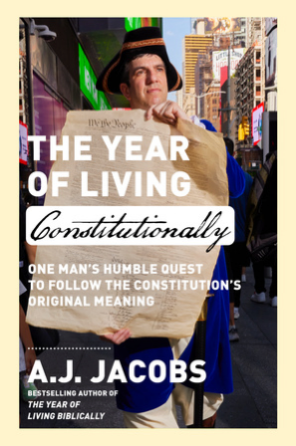 We the People
THE YEAR
OF LIVING
Constitutionally
ONE MAN'S HUMBLE QUEST
TO FOLLOW THE CONSTITUTION'S
ORIGINAL MEANING
A.J. JACOBS
BESTSELLING AUTHOR OF
THE YEAR OF
LIVING BIBLICALLY